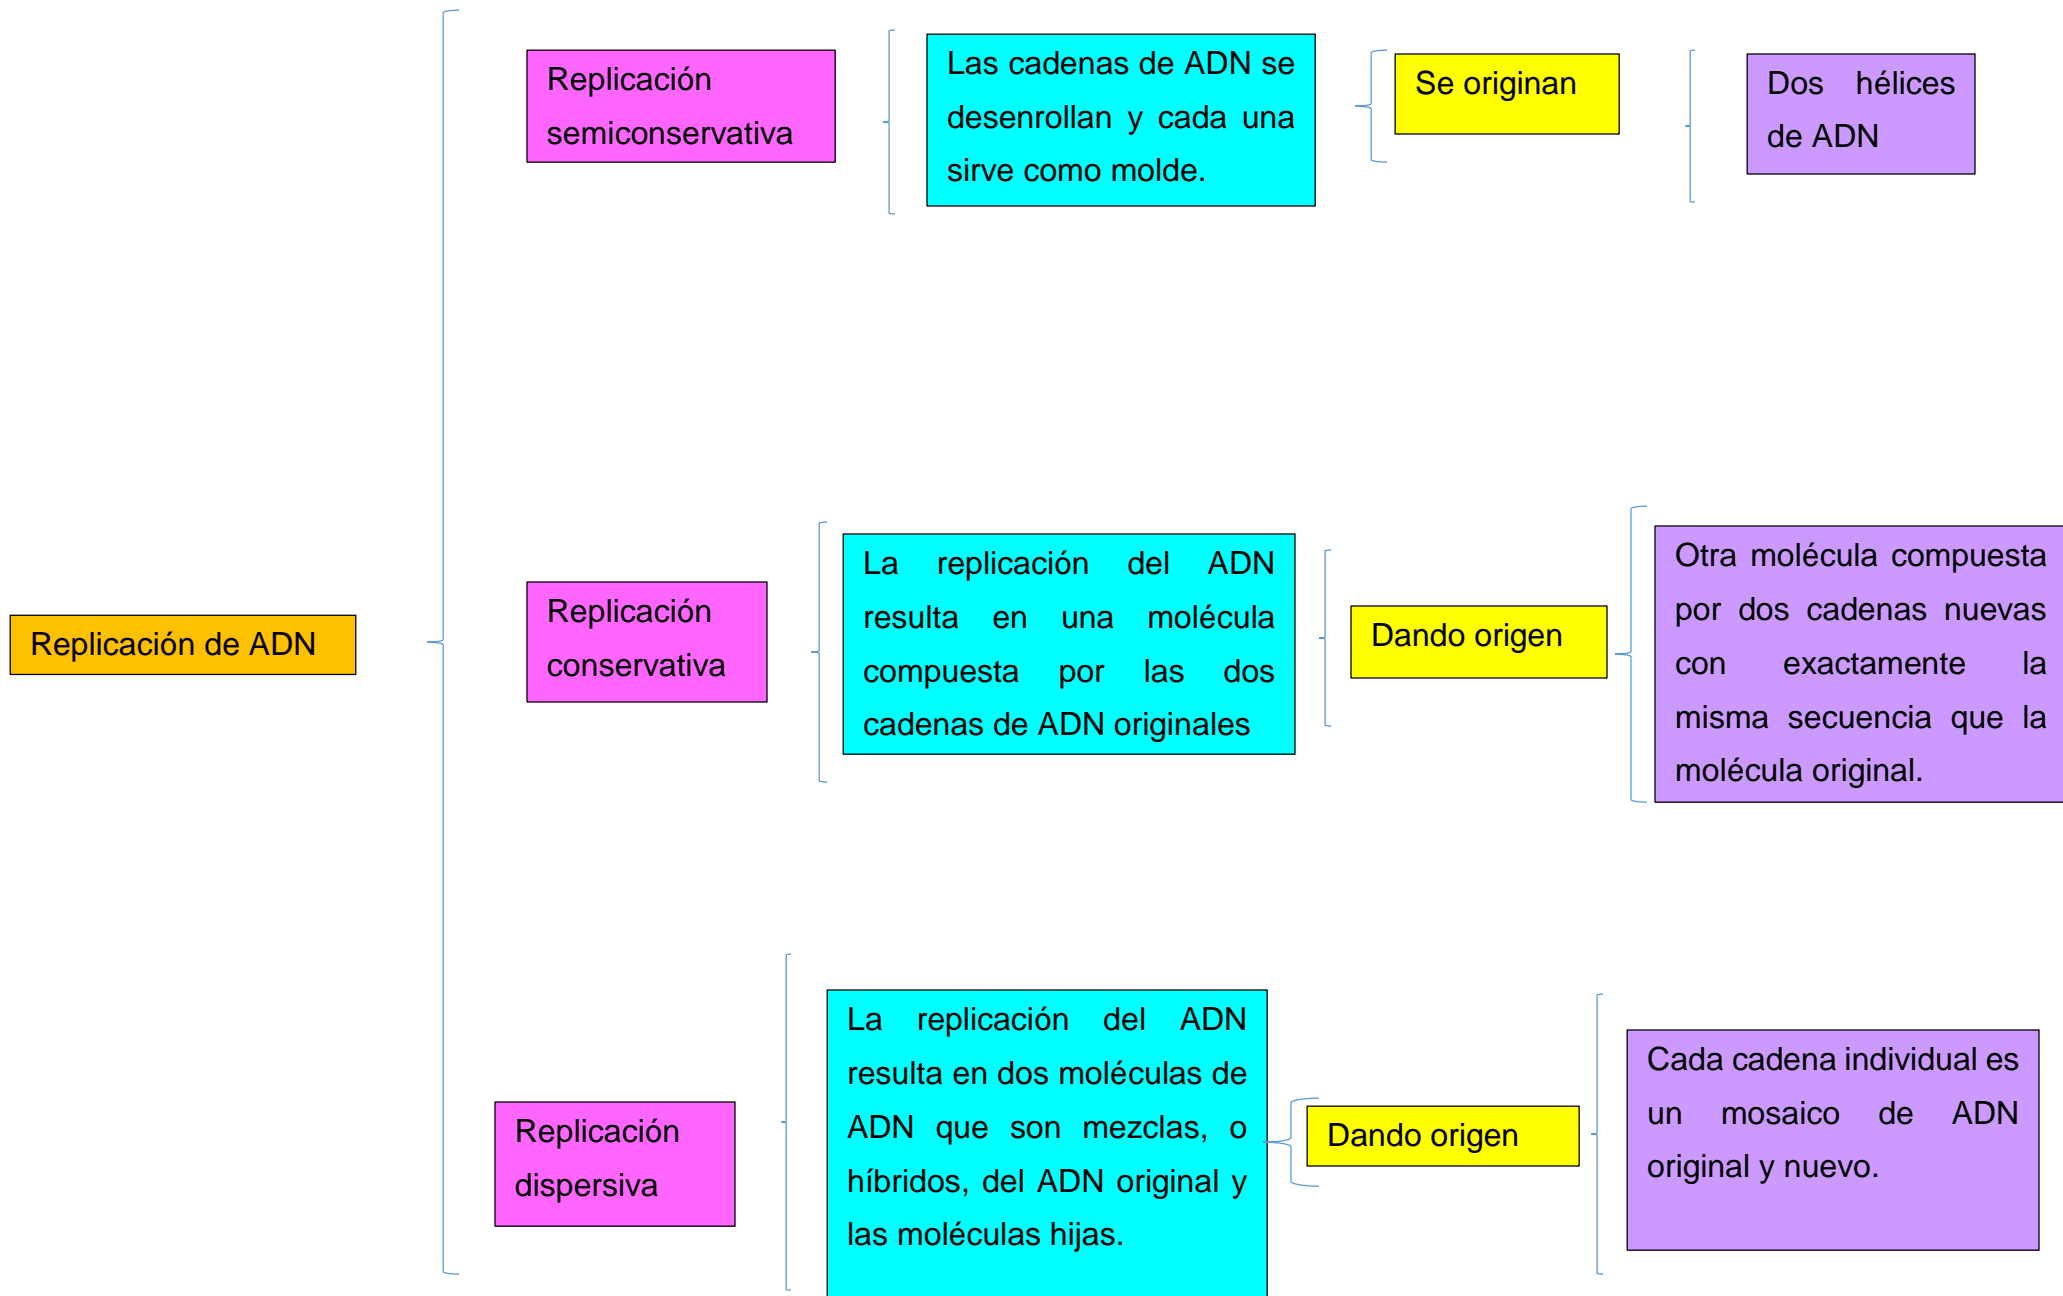 Replicación de ADN
Replicación
semiconservativa
Las cadenas de ADN se
desenrollan y cada una
sirve como molde.
Se originan
Dos hélices
de ADN
Replicación
conservativa
La replicación del ADN
resulta en una molécula
compuesta por las dos
cadenas de ADN originales
Dando origen
Otra molécula compuesta
por dos cadenas nuevas
con exactamente la
misma secuencia que la
molécula original.
Replicación
dispersiva
La replicación del ADN
resulta en dos moléculas de
ADN que son mezclas, o
híbridos, del ADN original y
las moléculas hijas.
Dando origen
Cada cadena individual es
un mosaico de ADN
original y nuevo.